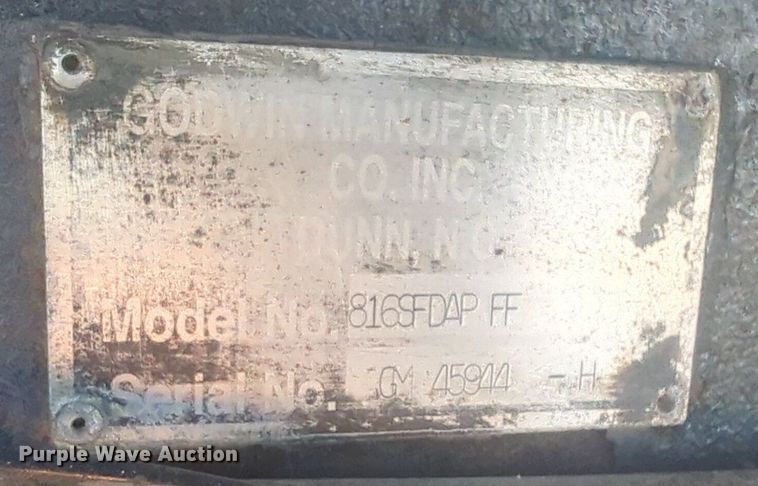 GODWIN MANUFACTURING
CO. INC.
DUNN, N.C.
Model No. 816SFDAP FF
Serial No. GM 45944 - H
Purple Wave Auction